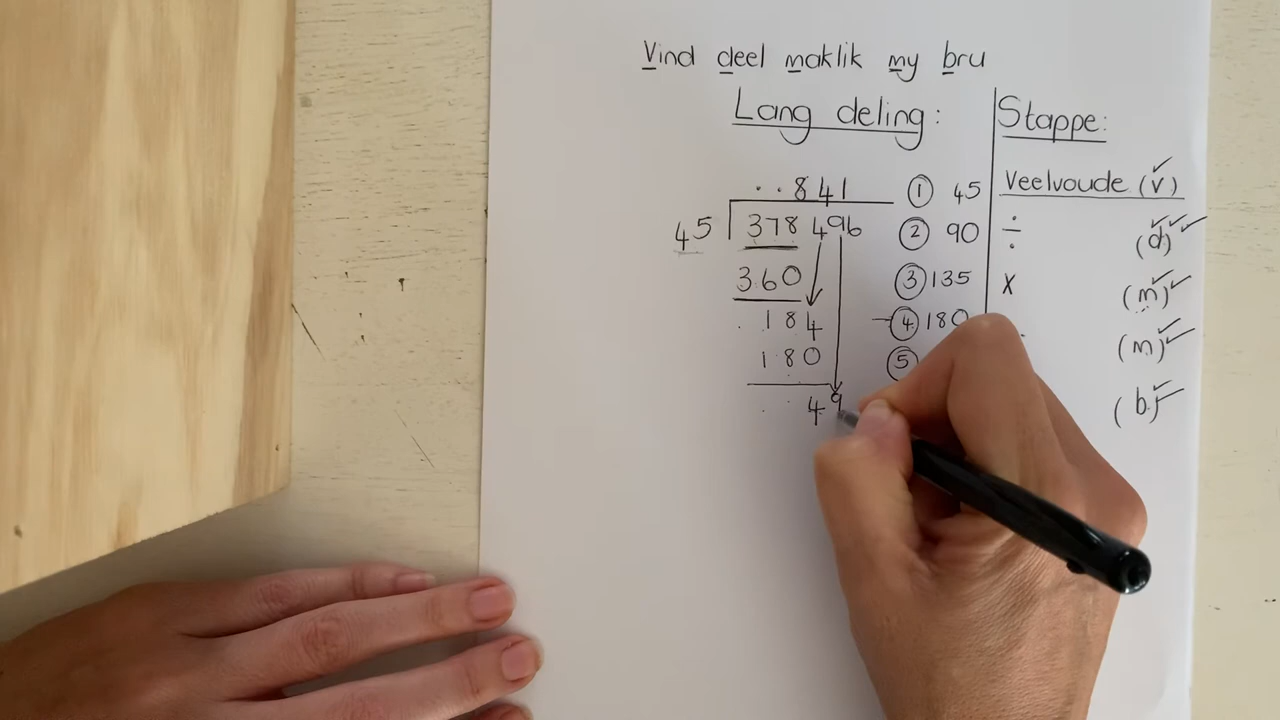 Vind deel maklik my bru
Lang deling:
Stappe:
..841
45 378496
360
.184
180
..49
① 45
② 90
③ 135
④ 180
⑤
Veelvoude (v) ✓
÷ (d) ✓✓✓
x (m) ✓✓
(m) ✓✓
(b) ✓✓